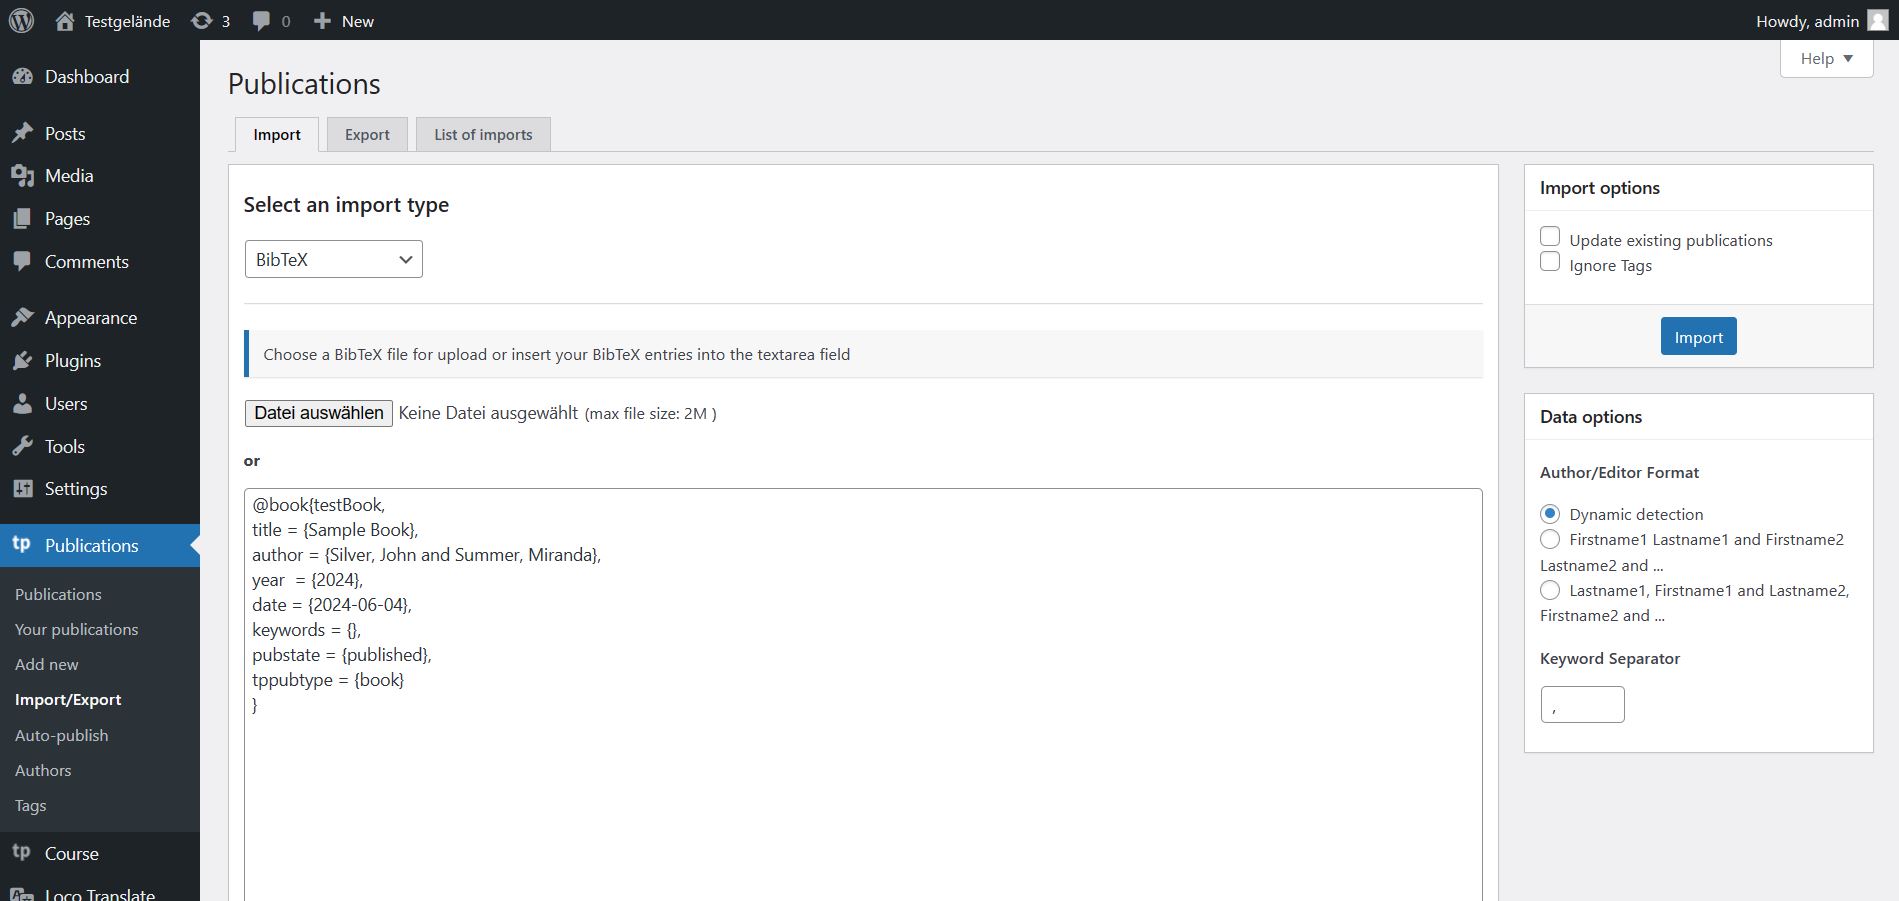 Testgelände
3
0
New
Howdy, admin
Dashboard
Posts
Media
Pages
Comments
Appearance
Plugins
Users
Tools
Settings
tp Publications
Publications
Your publications
Add new
Import/Export
Auto-publish
Authors
Tags
tp Course
Loco Translate
Help
Publications
Import
Export
List of imports
Select an import type
BibTeX
Choose a BibTeX file for upload or insert your BibTeX entries into the textarea field
Datei auswählen Keine Datei ausgewählt (max file size: 2M )
or
@book{testBook,
title = {Sample Book},
author = {Silver, John and Summer, Miranda},
year  = {2024},
date = {2024-06-04},
keywords = {},
pubstate = {published},
tppubtype = {book}
}
Import options
Update existing publications
Ignore Tags
Import
Data options
Author/Editor Format
Dynamic detection
Firstname1 Lastname1 and Firstname2
Lastname2 and ...
Lastname1, Firstname1 and Lastname2,
Firstname2 and ...
Keyword Separator
,